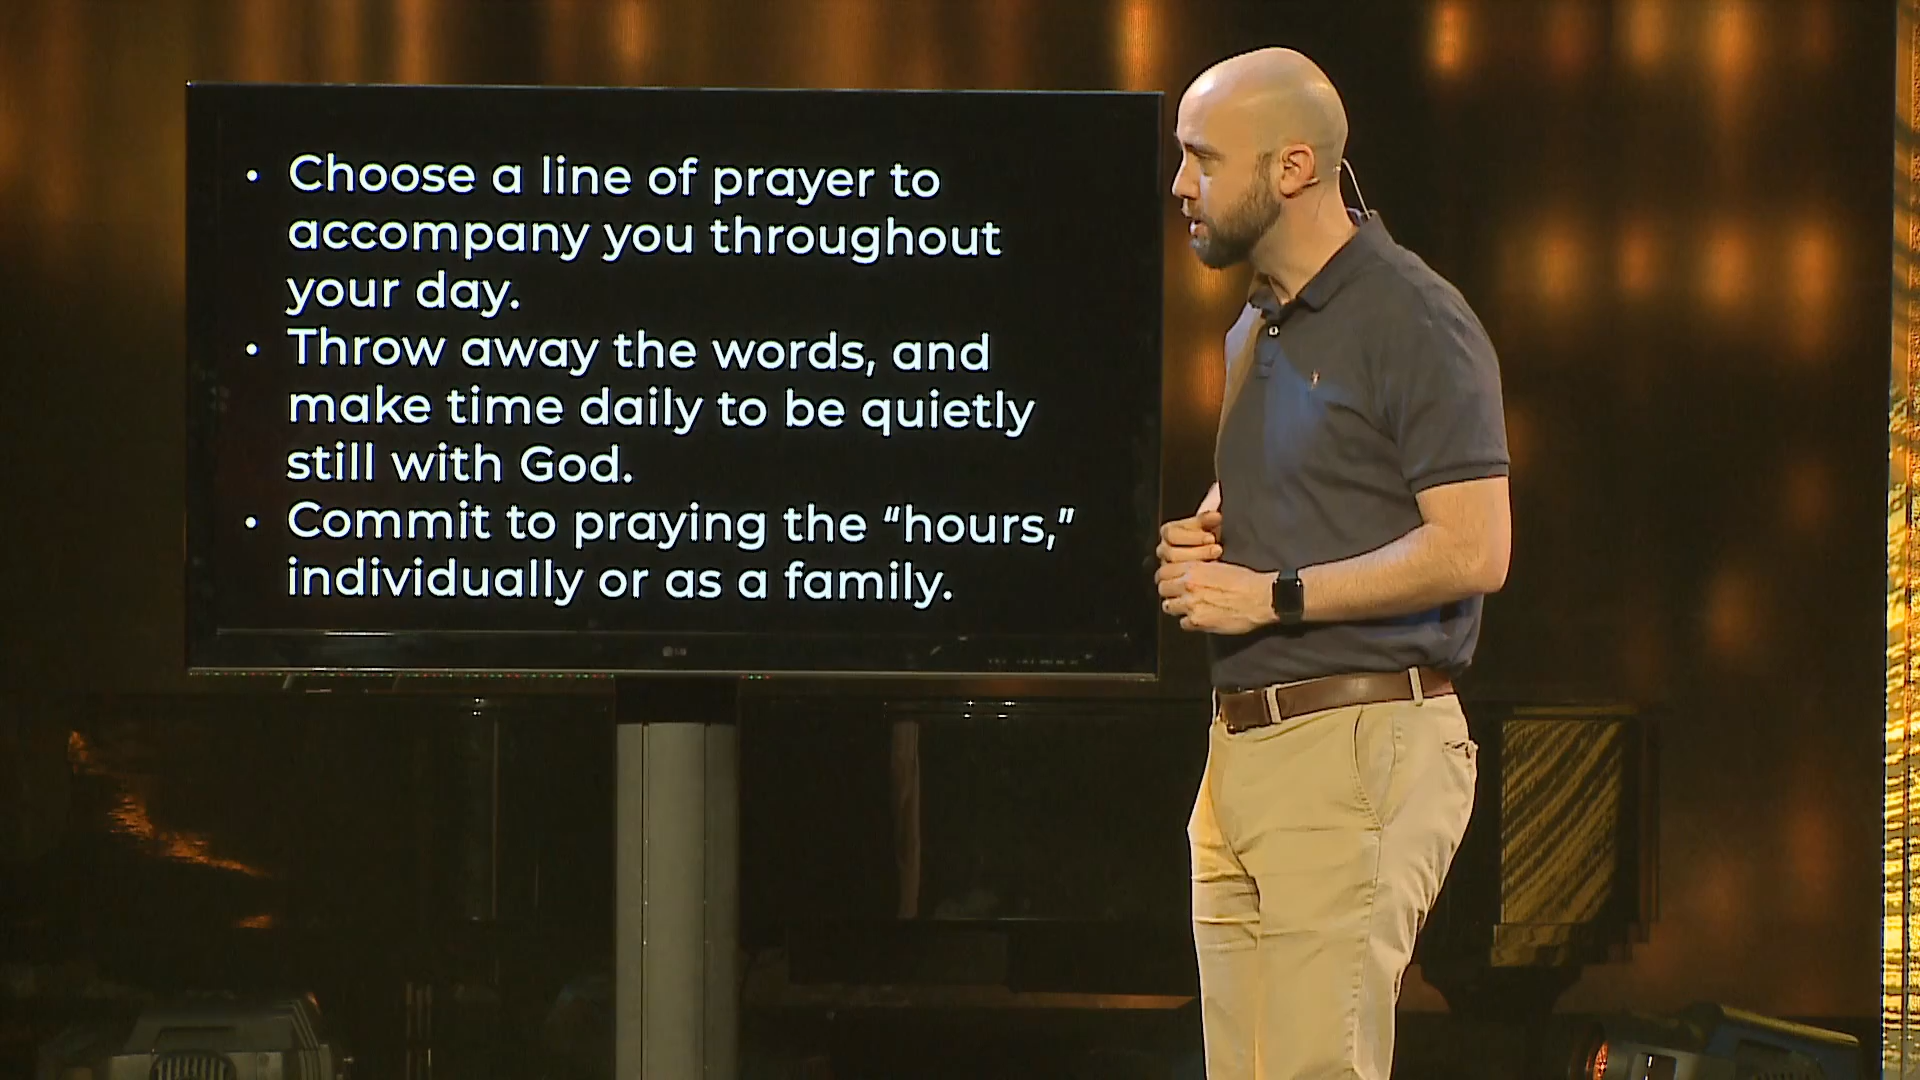 • Choose a line of prayer to
accompany you throughout
your day.
• Throw away the words, and
make time daily to be quietly
still with God.
• Commit to praying the “hours,”
individually or as a family.
LG